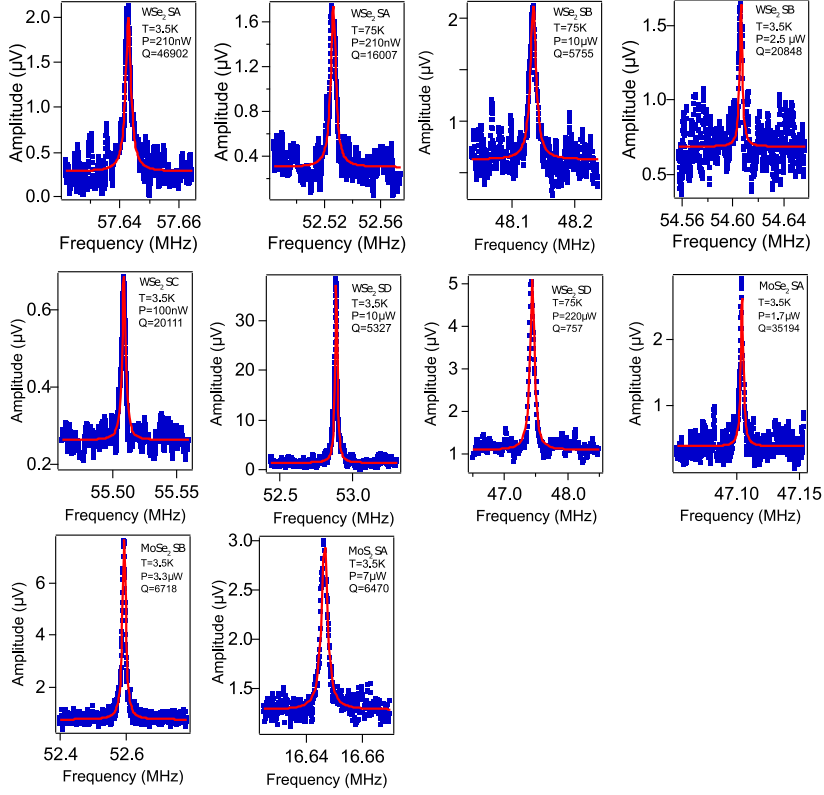 WSe₂ SA
T=3.5K
P=210nW
Q=46902
2.0
1.5
1.0
0.5
0.0
Amplitude (μV)
57.64 57.66
Frequency (MHz)
WSe₂ SA
T=75K
P=210nW
Q=16007
1.6
1.2
0.8
0.4
Amplitude (μV)
52.52 52.56
Frequency (MHz)
WSe₂ SB
T=75K
P=10μW
Q=5755
2
1
Amplitude (μV)
48.1 48.2
Frequency (MHz)
WSe₂ SB
T=3.5K
P=2.5 μW
Q=20848
1.5
1.0
0.5
Amplitude (μV)
54.56 54.60 54.64
Frequency (MHz)
WSe₂ SC
T=3.5K
P=100nW
Q=20111
0.6
0.4
0.2
Amplitude (μV)
55.50 55.55
Frequency (MHz)
WSe₂ SD
T=3.5K
P=10μW
Q=5327
30
20
10
0
Amplitude (μV)
52.5 53.0
Frequency (MHz)
WSe₂ SD
T=75K
P=220μW
Q=757
5
4
3
2
1
Amplitude (μV)
47.0 48.0
Frequency (MHz)
MoSe₂ SA
T=3.5K
P=1.7μW
Q=35194
2
1
Amplitude (μV)
47.10 47.15
Frequency (MHz)
MoSe₂ SB
T=3.5K
P=3.3μW
Q=6718
6
4
2
Amplitude (μV)
52.4 52.6
Frequency (MHz)
MoS₂ SA
T=3.5K
P=7μW
Q=6470
3.0
2.5
2.0
1.5
Amplitude (μV)
16.64 16.66
Frequency (MHz)